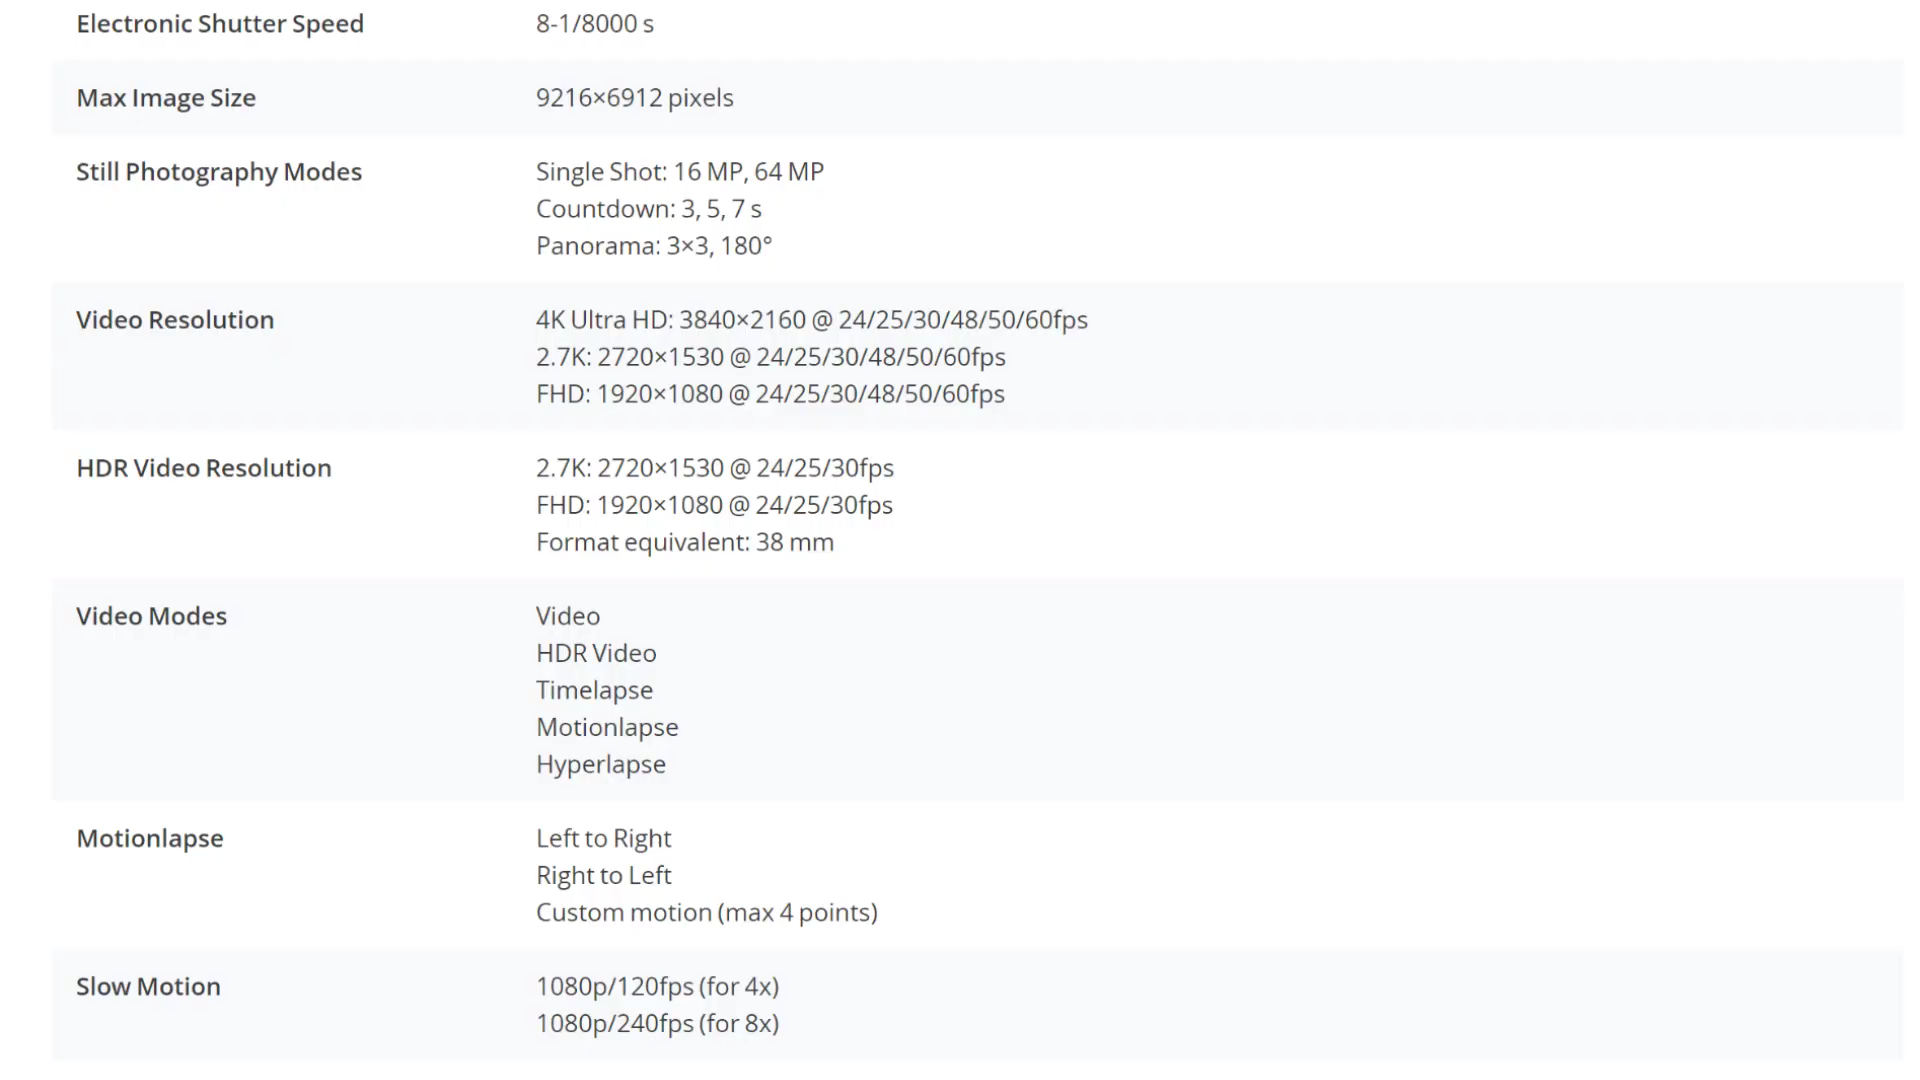 Electronic Shutter Speed 8-1/8000 s
Max Image Size 9216×6912 pixels
Still Photography Modes Single Shot: 16 MP, 64 MP
Countdown: 3, 5, 7 s
Panorama: 3×3, 180°
Video Resolution 4K Ultra HD: 3840×2160 @ 24/25/30/48/50/60fps
2.7K: 2720×1530 @ 24/25/30/48/50/60fps
FHD: 1920×1080 @ 24/25/30/48/50/60fps
HDR Video Resolution 2.7K: 2720×1530 @ 24/25/30fps
FHD: 1920×1080 @ 24/25/30fps
Format equivalent: 38 mm
Video Modes Video
HDR Video
Timelapse
Motionlapse
Hyperlapse
Motionlapse Left to Right
Right to Left
Custom motion (max 4 points)
Slow Motion 1080p/120fps (for 4x)
1080p/240fps (for 8x)